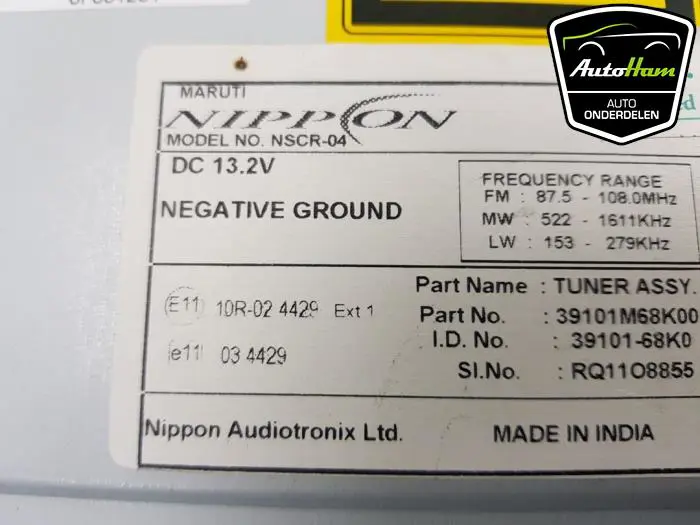 AutoHam
AUTO
ONDERDELEN
MARUTI
NIPPON
MODEL NO. NSCR-04
DC 13.2V
NEGATIVE GROUND
FREQUENCY RANGE
FM : 87.5 - 108.0MHz
MW : 522 - 1611KHz
LW : 153 - 279KHz
E11 10R-02 4429 Ext 1
e11 03 4429
Part Name : TUNER ASSY.
Part No. : 39101M68K00
I.D. No. : 39101-68K0
Sl.No. : RQ11O8855
Nippon Audiotronix Ltd. MADE IN INDIA